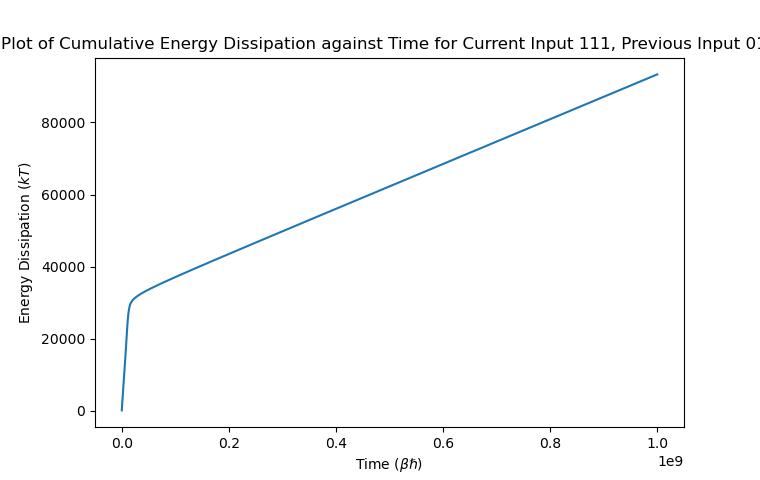 Plot of Cumulative Energy Dissipation against Time for Current Input 111, Previous Input 01
80000
60000
40000
20000
0
Energy Dissipation (kT)
0.0 0.2 0.4 0.6 0.8 1.0
1e9
Time (βℏ)